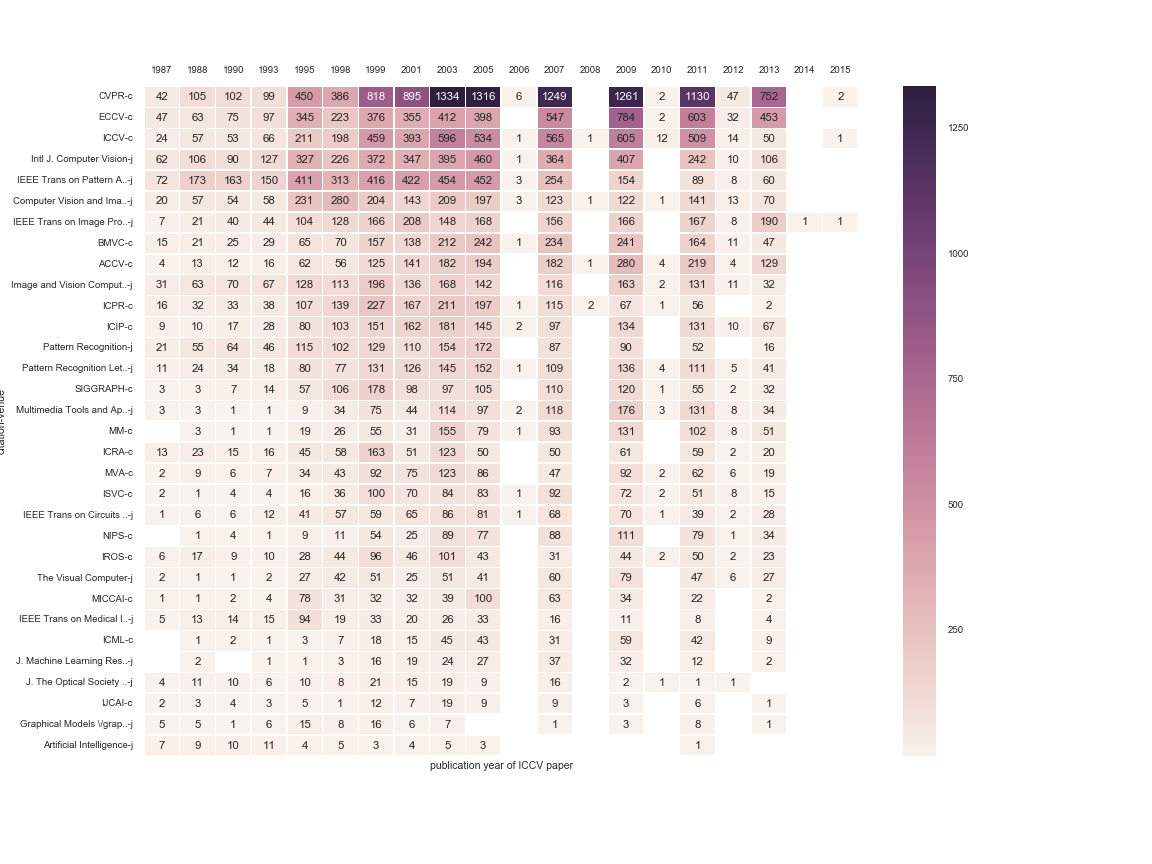 1987 1988 1990 1993 1995 1998 1999 2001 2003 2005 2006 2007 2008 2009 2010 2011 2012 2013 2014 2015
CVPR-c 42 105 102 99 450 386 818 895 1334 1316 6 1249 1261 2 1130 47 752 2
ECCV-c 47 63 75 97 345 223 376 355 412 398 547 784 2 603 32 453
ICCV-c 24 57 53 66 211 198 459 393 596 534 1 565 1 605 12 509 14 50 1
Intl J. Computer Vision-j 62 106 90 127 327 226 372 347 395 460 1 364 407 242 10 106
IEEE Trans on Pattern A..-j 72 173 163 150 411 313 416 422 454 452 3 254 154 89 8 60
Computer Vision and Ima..-j 20 57 54 58 231 280 204 143 209 197 3 123 1 122 1 141 13 70
IEEE Trans on Image Pro..-j 7 21 40 44 104 128 166 208 148 168 156 166 167 8 190 1 1
BMVC-c 15 21 25 29 65 70 157 138 212 242 1 234 241 164 11 47
ACCV-c 4 13 12 16 62 56 125 141 182 194 182 1 280 4 219 4 129
Image and Vision Comput..-j 31 63 70 67 128 113 196 136 168 142 116 163 2 131 11 32
ICPR-c 16 32 33 38 107 139 227 167 211 197 1 115 2 67 1 56 2
ICIP-c 9 10 17 28 80 103 151 162 181 145 2 97 134 131 10 67
Pattern Recognition-j 21 55 64 46 115 102 129 110 154 172 87 90 52 16
Pattern Recognition Let..-j 11 24 34 18 80 77 131 126 145 152 1 109 136 4 111 5 41
SIGGRAPH-c 3 3 7 14 57 106 178 98 97 105 110 120 1 55 2 32
Multimedia Tools and Ap..-j 3 3 1 1 9 34 75 44 114 97 2 118 176 3 131 8 34
MM-c 3 1 1 19 26 55 31 155 79 1 93 131 102 8 51
ICRA-c 13 23 15 16 45 58 163 51 123 50 50 61 59 2 20
MVA-c 2 9 6 7 34 43 92 75 123 86 47 92 2 62 6 19
ISVC-c 2 1 4 4 16 36 100 70 84 83 1 92 72 2 51 8 15
IEEE Trans on Circuits ..-j 1 6 6 12 41 57 59 65 86 81 1 68 70 1 39 2 28
NIPS-c 1 4 1 9 11 54 25 89 77 88 111 79 1 34
IROS-c 6 17 9 10 28 44 96 46 101 43 31 44 2 50 2 23
The Visual Computer-j 2 1 1 2 27 42 51 25 51 41 60 79 47 6 27
MICCAI-c 1 1 2 4 78 31 32 32 39 100 63 34 22 2
IEEE Trans on Medical I..-j 5 13 14 15 94 19 33 20 26 33 16 11 8 4
ICML-c 1 2 1 3 7 18 15 45 43 31 59 42 9
J. Machine Learning Res..-j 2 1 1 3 16 19 24 27 37 32 12 2
J. The Optical Society ..-j 4 11 10 6 10 8 21 15 19 9 16 2 1 1 1
IJCAI-c 2 3 4 3 5 1 12 7 19 9 9 3 6 1
Graphical Models \/grap..-j 5 5 1 6 15 8 16 6 7 1 3 8 1
Artificial Intelligence-j 7 9 10 11 4 5 3 4 5 3 1
publication year of ICCV paper
1250
1000
750
500
250